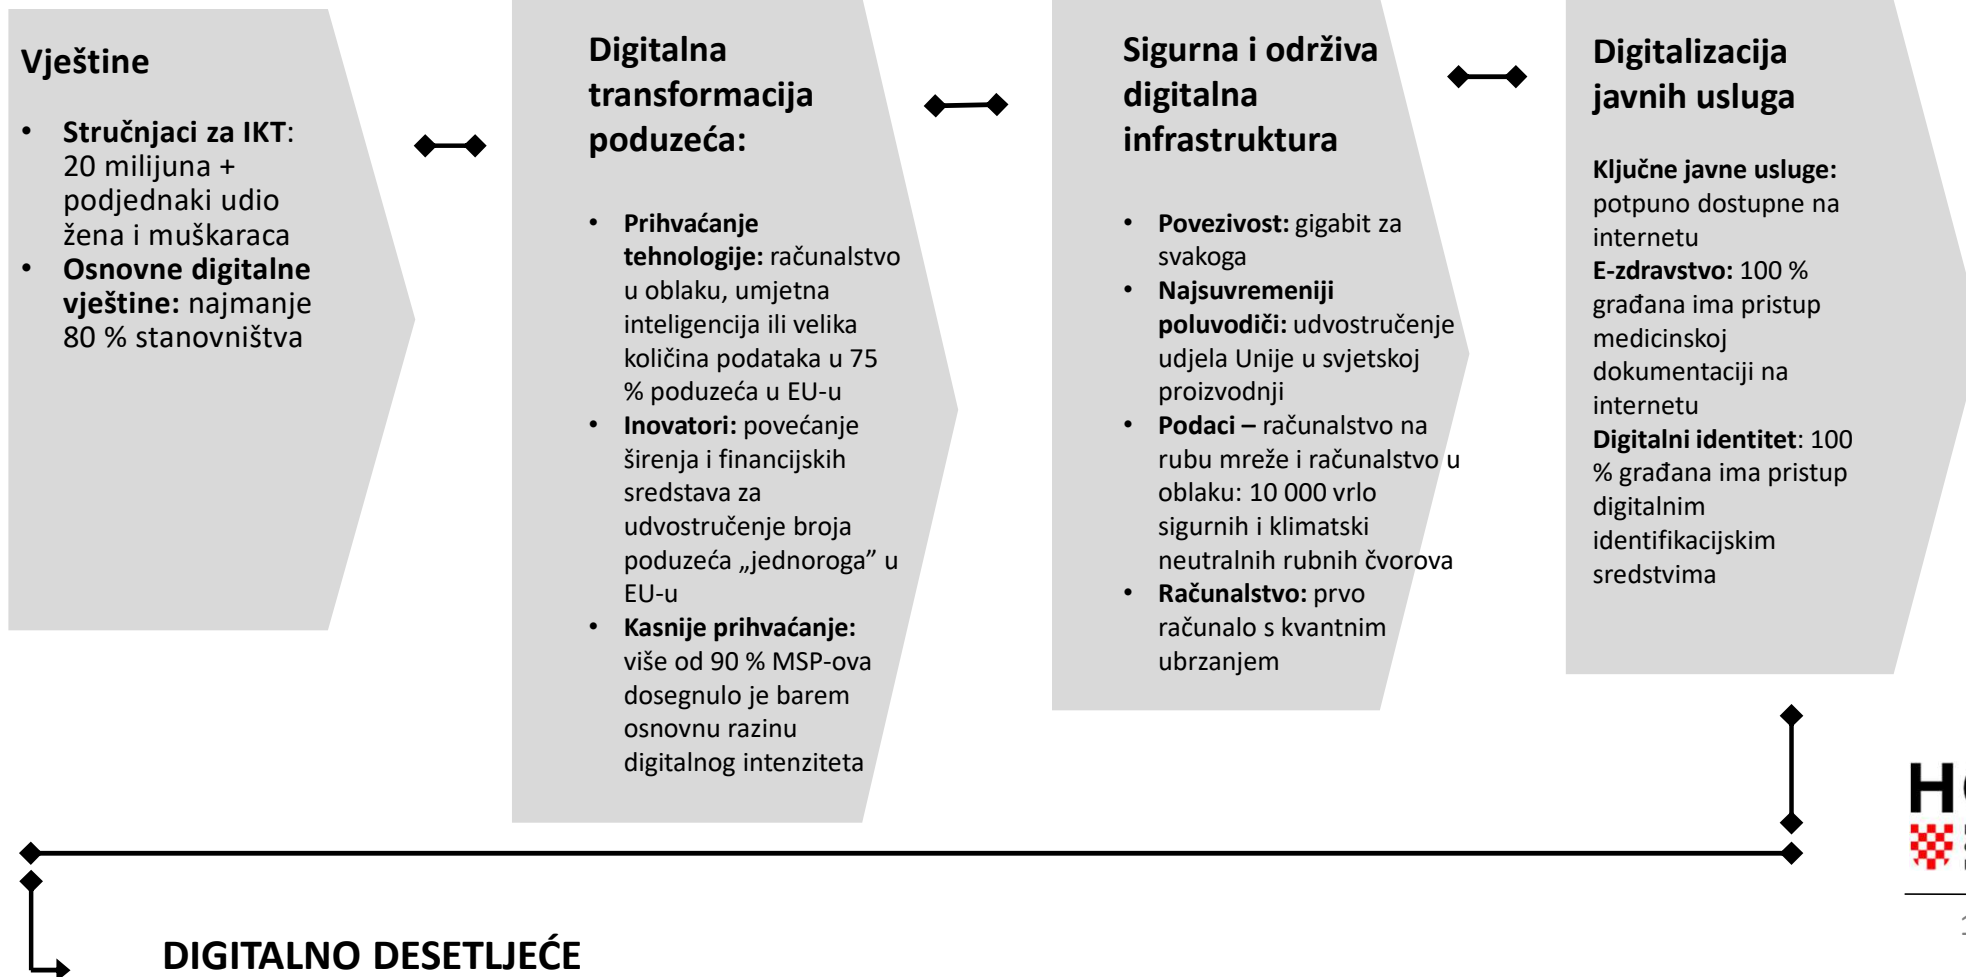 Vještine
• Stručnjaci za IKT:
20 milijuna +
podjednaki udio
žena i muškaraca
• Osnovne digitalne
vještine: najmanje
80 % stanovništva
Digitalna
transformacija
poduzeća:
• Prihvaćanje
tehnologije: računalstvo
u oblaku, umjetna
inteligencija ili velika
količina podataka u 75
% poduzeća u EU-u
• Inovatori: povećanje
širenja i financijskih
sredstava za
udvostručenje broja
poduzeća „jednoroga” u
EU-u
• Kasnije prihvaćanje:
više od 90 % MSP-ova
dosegnulo je barem
osnovnu razinu
digitalnog intenziteta
Sigurna i održiva
digitalna
infrastruktura
• Povezivost: gigabit za
svakoga
• Najsuvremeniji
poluvodiči: udvostručenje
udjela Unije u svjetskoj
proizvodnji
• Podaci – računalstvo na
rubu mreže i računalstvo u
oblaku: 10 000 vrlo
sigurnih i klimatski
neutralnih rubnih čvorova
• Računalstvo: prvo
računalo s kvantnim
ubrzanjem
Digitalizacija
javnih usluga
Ključne javne usluge:
potpuno dostupne na
internetu
E-zdravstvo: 100 %
građana ima pristup
medicinskoj
dokumentaciji na
internetu
Digitalni identitet: 100
% građana ima pristup
digitalnim
identifikacijskim
sredstvima
H
DIGITALNO DESETLJEĆE